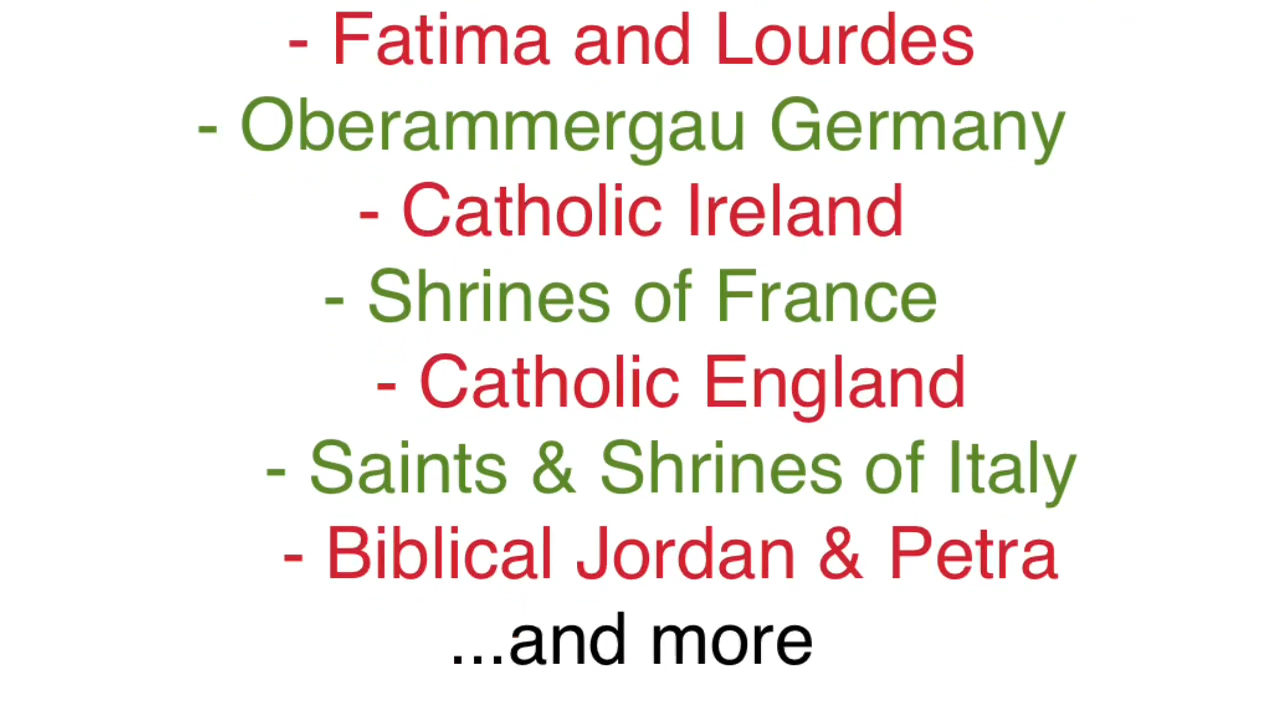 - Fatima and Lourdes
- Oberammergau Germany
- Catholic Ireland
- Shrines of France
- Catholic England
- Saints & Shrines of Italy
- Biblical Jordan & Petra
...and more